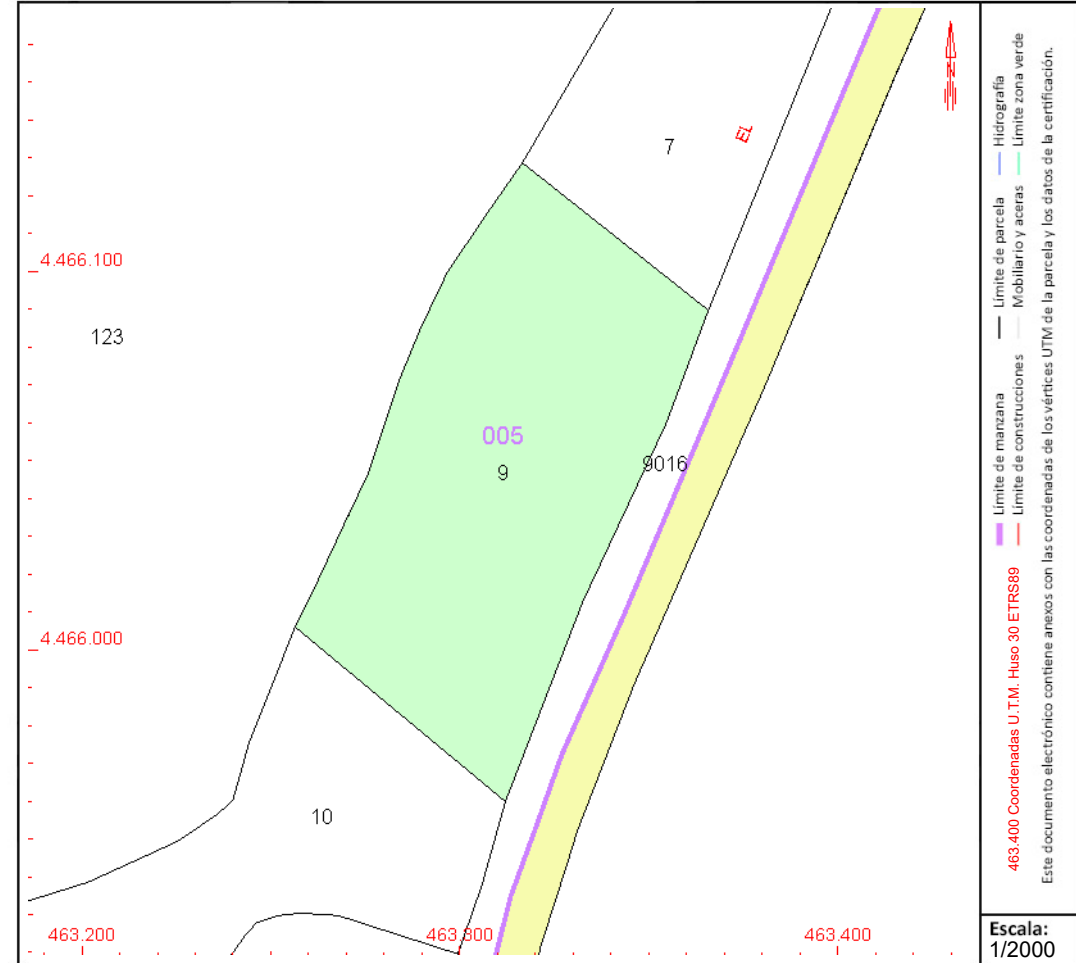 7
EL
4.466.100
123
005
9
9016
4.466.000
10
463.200
463.300
463.400
N
463.400 Coordenadas U.T.M. Huso 30 ETRS89
Límite de manzana
Límite de construcciones
Límite de parcela
Mobiliario y aceras
Hidrografía
Límite zona verde
Este documento electrónico contiene anexos con las coordenadas de los vértices UTM de la parcela y los datos de la certificación.
Escala:
1/2000